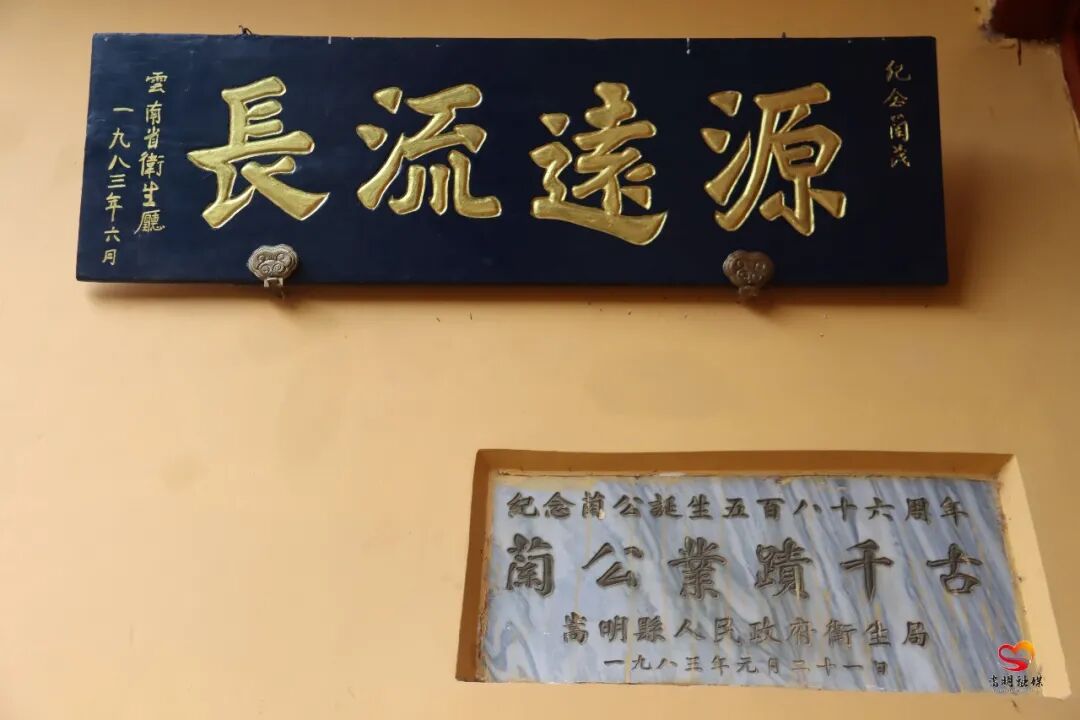 紀念蘭茂
源遠流長
雲南省衛生廳
一九八三年六月
紀念蘭公誕生五百八十六周年
蘭公業蹟千古
嵩明縣人民政府衛生局
一九八三年元月二十一日
嵩明融媒